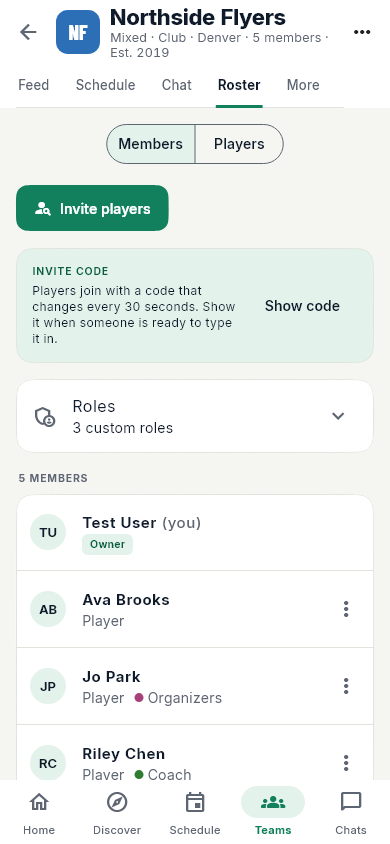 NF
Northside Flyers
Mixed · Club · Denver · 5 members ·
Est. 2019
Feed
Schedule
Chat
Roster
More
Members
Players
Invite players
INVITE CODE
Players join with a code that
changes every 30 seconds. Show
it when someone is ready to type
it in.
Show code
Roles
3 custom roles
5 MEMBERS
TU
Test User (you)
Owner
AB
Ava Brooks
Player
JP
Jo Park
Player Organizers
RC
Riley Chen
Player Coach
Home
Discover
Schedule
Teams
Chats